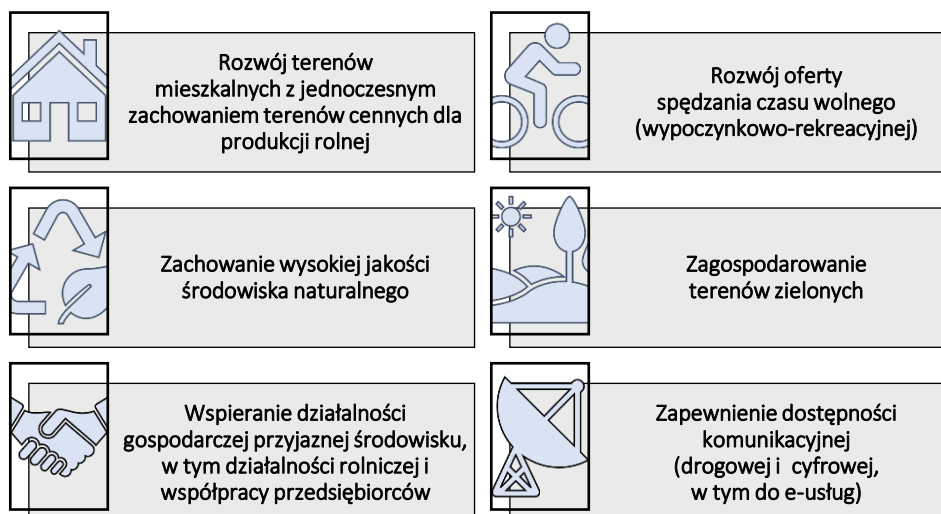 Rozwój terenów
mieszkalnych z jednoczesnym
zachowaniem terenów cennych dla
produkcji rolnej
Rozwój oferty
spędzania czasu wolnego
(wypoczynkowo-rekreacyjnej)
Zachowanie wysokiej jakości
środowiska naturalnego
Zagospodarowanie
terenów zielonych
Wspieranie działalności
gospodarczej przyjaznej środowisku,
w tym działalności rolniczej i
współpracy przedsiębiorców
Zapewnienie dostępności
komunikacyjnej
(drogowej i cyfrowej,
w tym do e-usług)